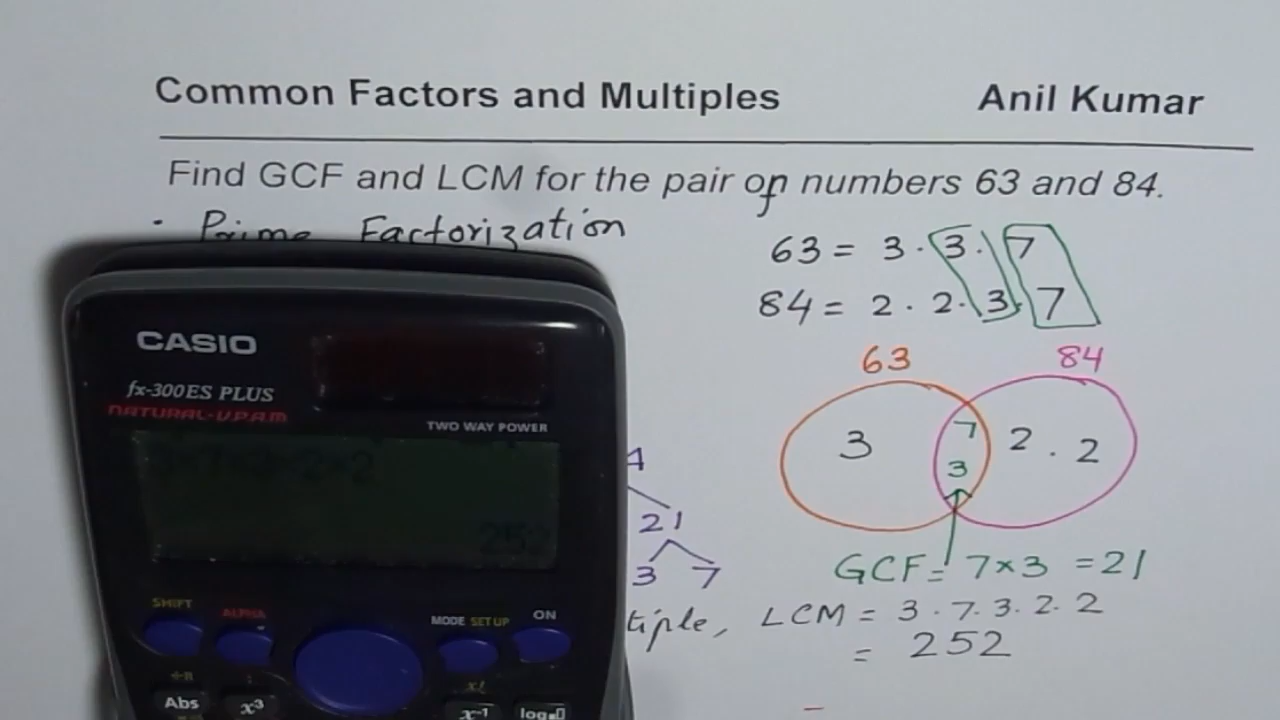 Common Factors and Multiples Anil Kumar
Find GCF and LCM for the pair of numbers 63 and 84.
· Prime Factorization
63 = 3 · 3 · 7
84 = 2 · 2 · 3 · 7
63 84
3 7 3 2 . 2
21
3 7
GCF = 7×3 = 21
LCM = 3 · 7 . 3 . 2 . 2
= 252
CASIO
fx-300ES PLUS
NATURAL-V.P.A.M
TWO WAY POWER
252
SHIFT ALPHA MODE SETUP ON
Abs x³ x! x⁻¹ log